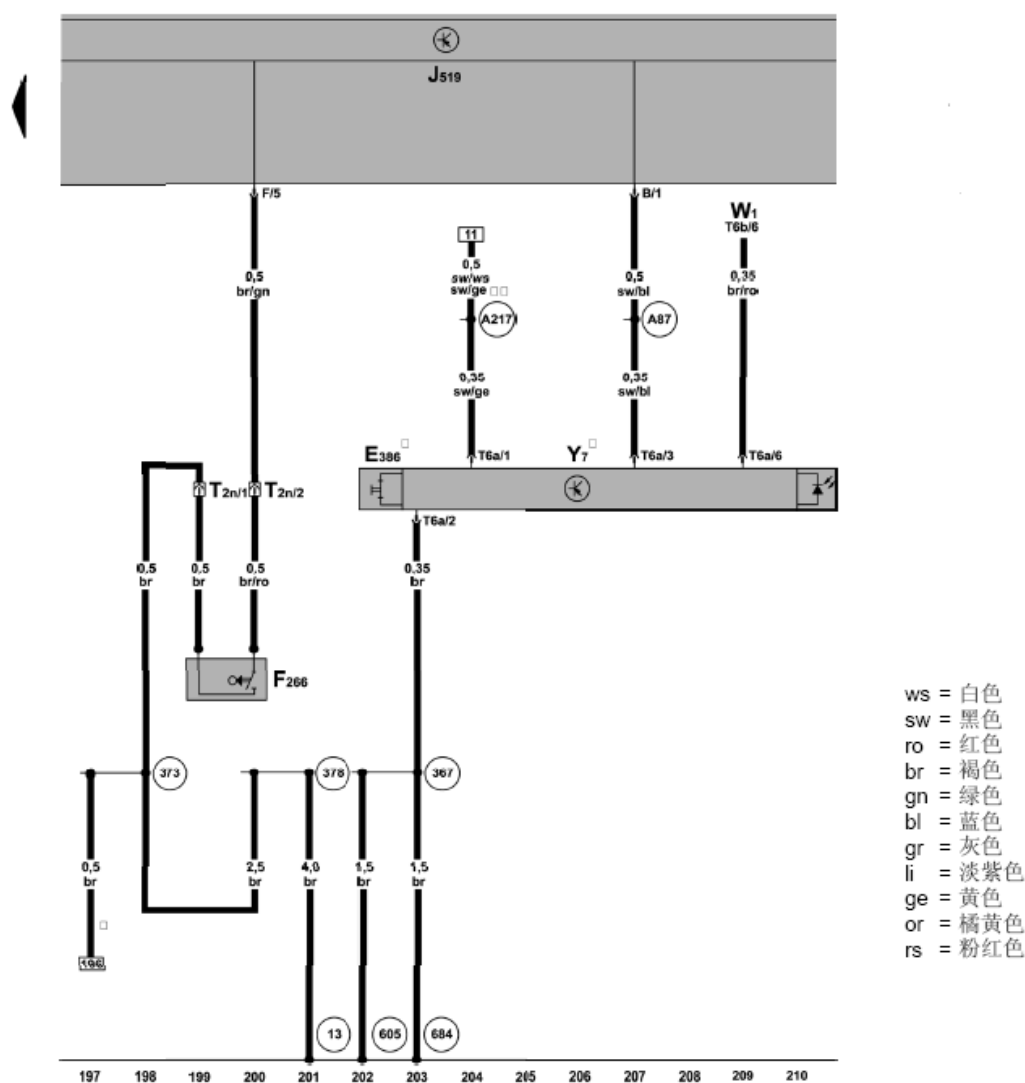 J519
F/5
B/1
W1
T6b/6
11
0,5
sw/ws
sw/ge
0,5
br/gn
0,5
sw/bl
0,35
br/ro
A217
A87
0,35
sw/ge
0,35
sw/bl
E386
T6a/1
Y7
T6a/3
T6a/6
T2n/1
T2n/2
T6a/2
0,5
br
0,5
br
0,5
br/ro
0,35
br
F266
373
378
367
0,5
br
2,5
br
4,0
br
1,5
br
1,5
br
13
605
684
197 198 199 200 201 202 203 204 205 206 207 208 209 210
ws = 白色
sw = 黑色
ro = 红色
br = 褐色
gn = 绿色
bl = 蓝色
gr = 灰色
li = 淡紫色
ge = 黄色
or = 橘黄色
rs = 粉红色